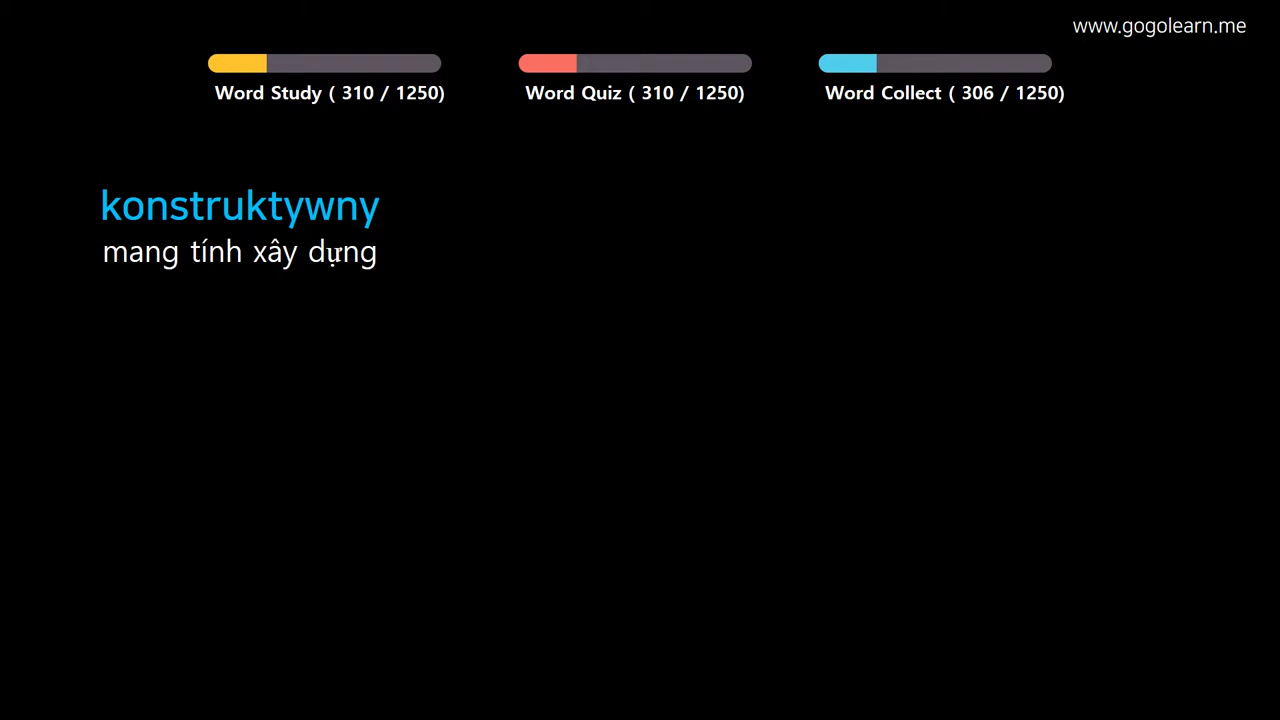 www.gogolearn.me
Word Study ( 310 / 1250)
Word Quiz ( 310 / 1250)
Word Collect ( 306 / 1250)
konstruktywny
mang tính xây dựng